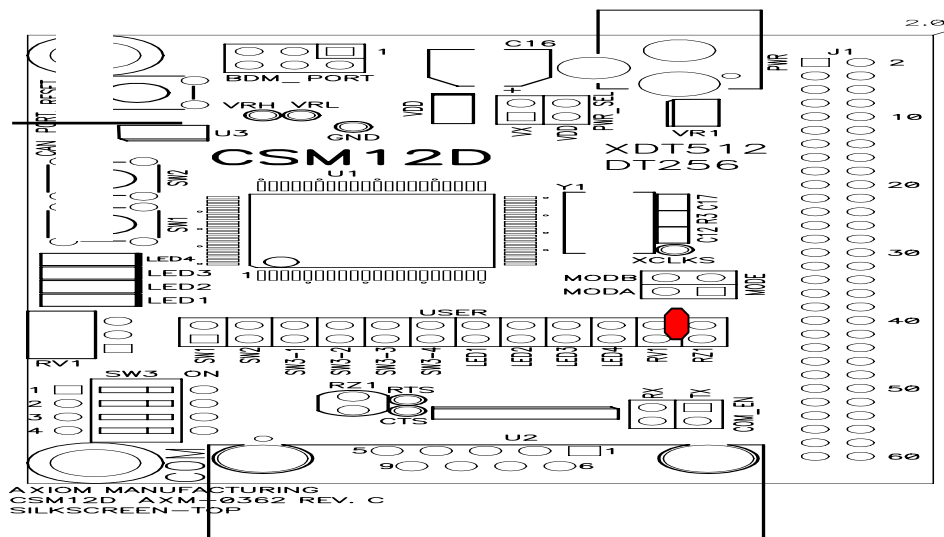 2.0
C16
J1
1
BDM_PORT
PWR
2
CAN PORT RESET
VRH VRL
VDD
+
VX
VDD
PWR_SEL
VR1
10
U3
GND
CSM12D
XDT512
DT256
U1
SW2
Y1
20
SW1
C12 R3 C17
LED4
LED3
LED2
LED1
1
XCLKS
30
MODB
MODA
MODE
USER
40
RV1
SW1
SW2
SW3-1
SW3-2
SW3-3
SW3-4
LED1
LED2
LED3
LED4
RV1
RZ1
SW3 ON
1
2
3
4
RZ1 RTS
CTS
RX
TX
COM_EN
50
U2
COM
5
1
9
6
60
AXIOM MANUFACTURING
CSM12D AXM-0362 REV. C
SILKSCREEN-TOP